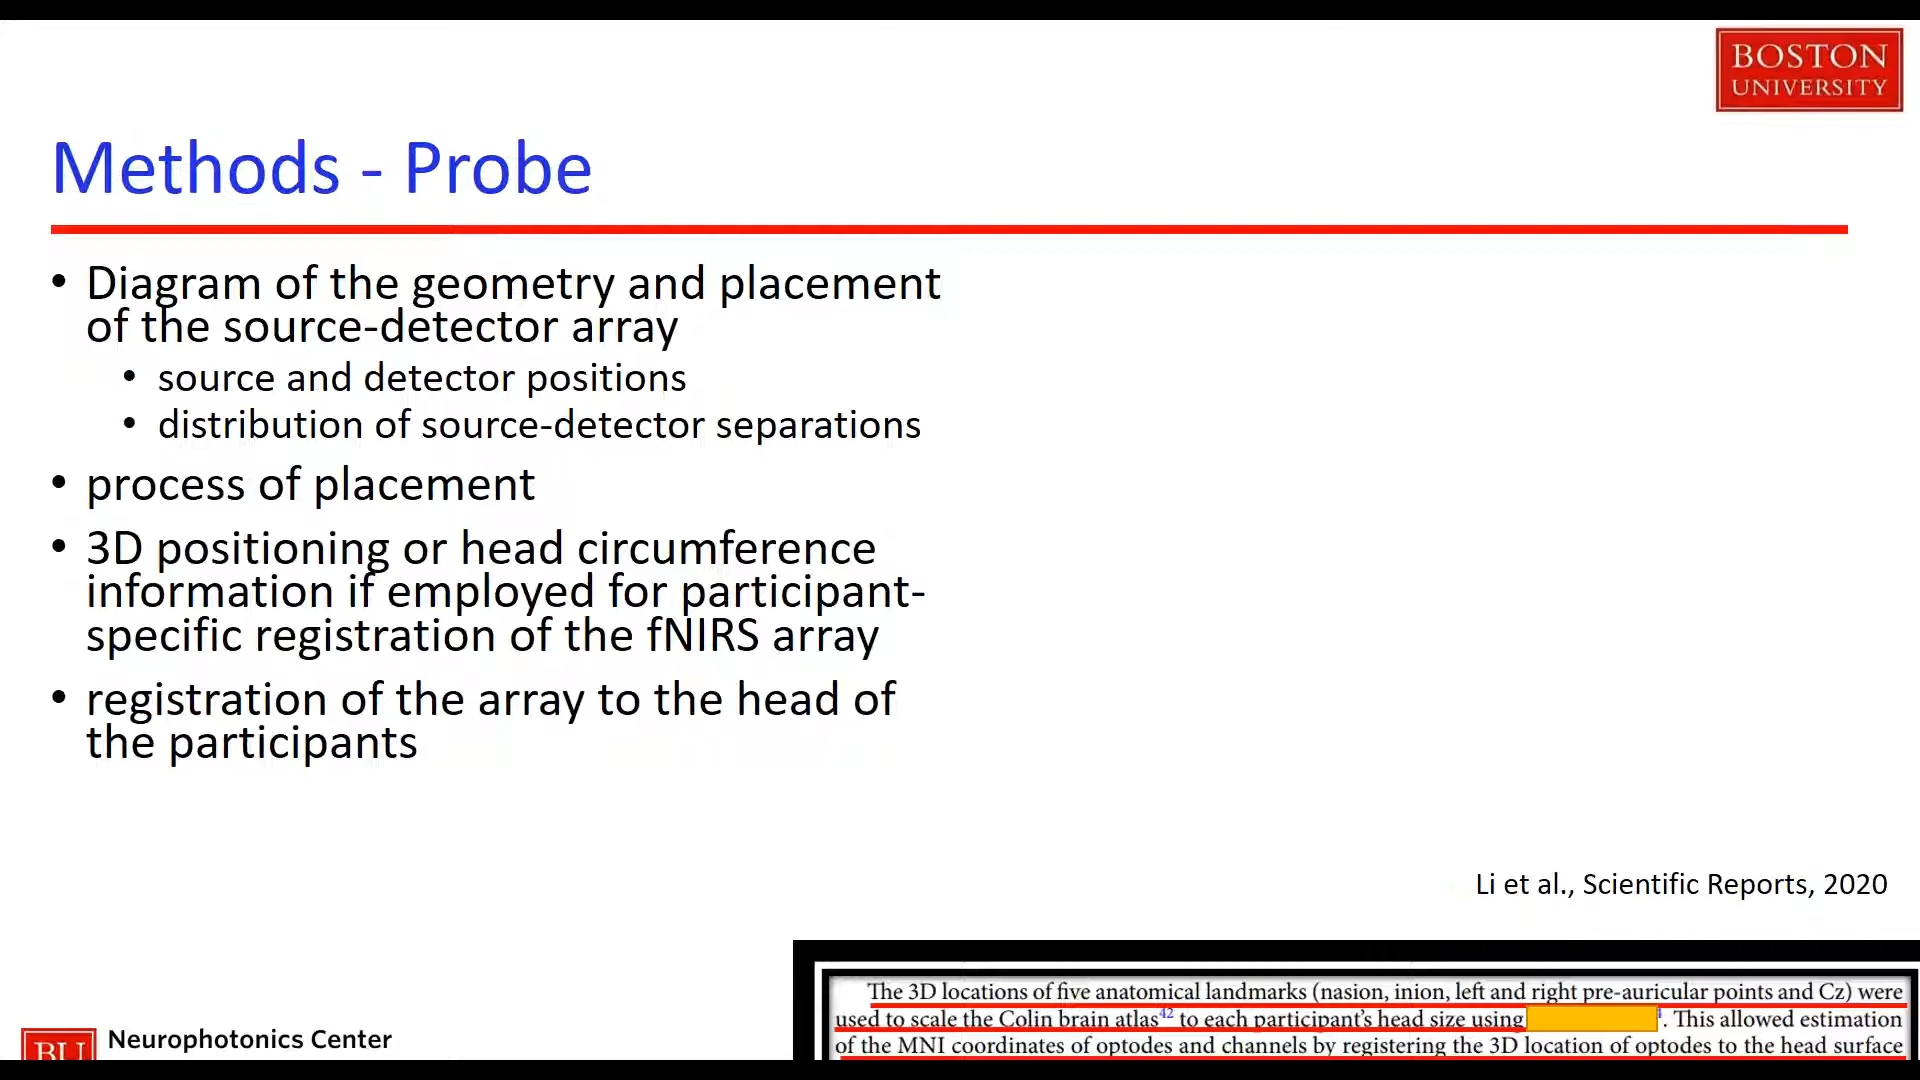 BOSTON
UNIVERSITY
Methods - Probe
• Diagram of the geometry and placement
of the source-detector array
• source and detector positions
• distribution of source-detector separations
• process of placement
• 3D positioning or head circumference
information if employed for participant-
specific registration of the fNIRS array
• registration of the array to the head of
the participants
Li et al., Scientific Reports, 2020
The 3D locations of five anatomical landmarks (nasion, inion, left and right pre-auricular points and Cz) were
used to scale the Colin brain atlas42 to each participant's head size using . This allowed estimation
of the MNI coordinates of optodes and channels by registering the 3D location of optodes to the head surface
BU Neurophotonics Center